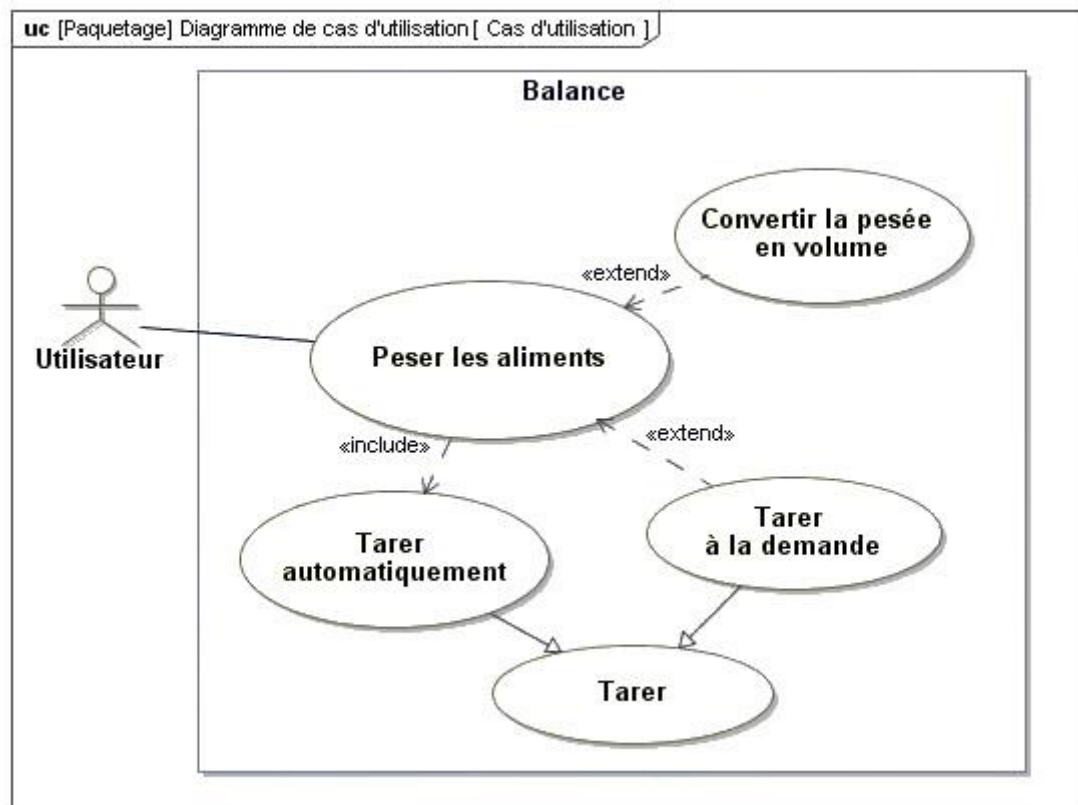 uc [Paquetage] Diagramme de cas d'utilisation [ Cas d'utilisation ]
Balance
Convertir la pesée
en volume
«extend»
Utilisateur
Peser les aliments
«include»
«extend»
Tarer
automatiquement
Tarer
à la demande
Tarer